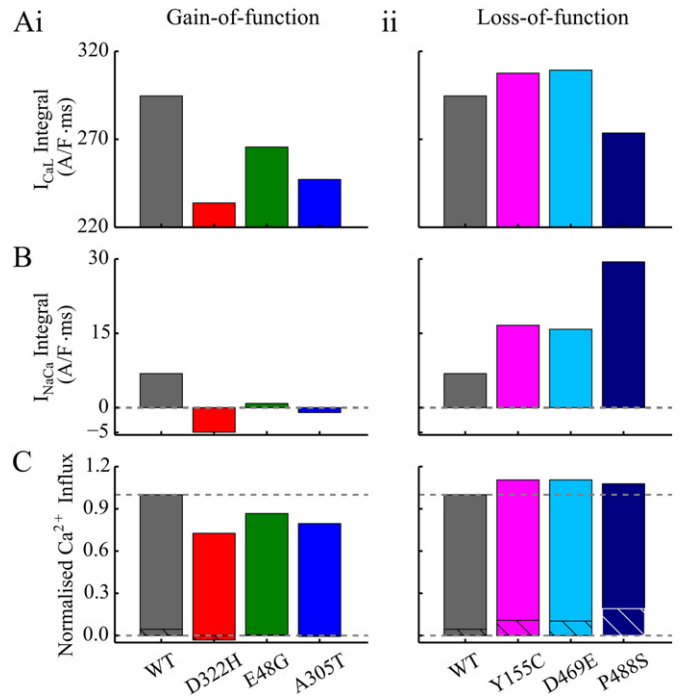 Ai Gain-of-function ii Loss-of-function
320
270
220
I_CaL Integral
(A/F·ms)
B
30
15
0
−5
I_NaCa Integral
(A/F·ms)
C
1.2
0.9
0.6
0.3
0.0
Normalised Ca²⁺ Influx
WT D322H E48G A305T WT Y155C D469E P488S